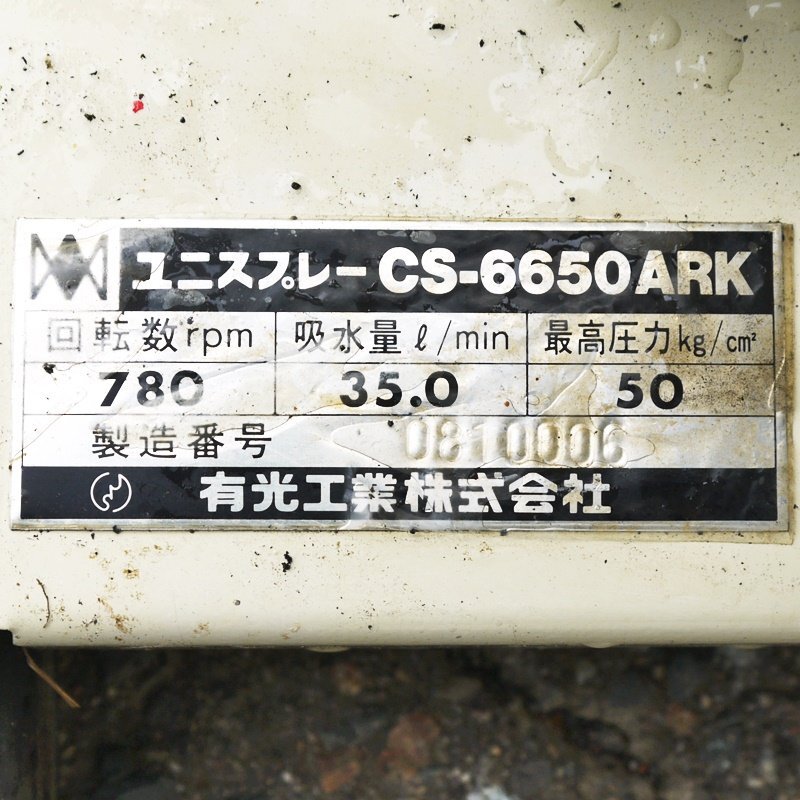 ユニスプレー CS-6650ARK
回転数rpm 吸水量ℓ/min 最高圧力kg/cm²
780 35.0 50
製造番号 0810006
有光工業株式会社